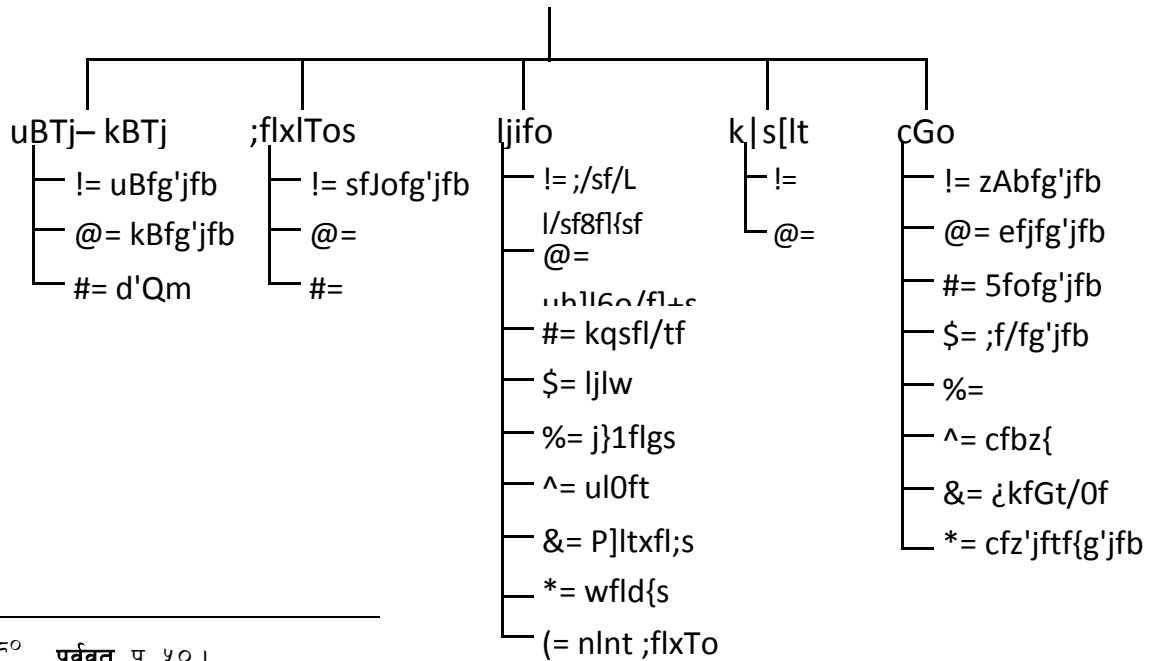 uBTj– kBTj
!= uBfg'jfb
@= kBfg'jfb
#= d'Qm
;flxlTos
!= sfJofg'jfb
@=
#=
ljifo
!= ;/sf/L
l/sf8fl{sf
@=
#= kqsfl/tf
$= ljlw
%= j}1flgs
^= ul0ft
&= P]ltxfl;s
*= wfld{s
(= nlnt ;flxTo
k|s[lt
!=
@=
cGo
!= zAbfg'jfb
@= efjfg'jfb
#= 5fofg'jfb
$= ;f/fg'jfb
%=
^= cfbz{
&= ¿kfGt/0f
*= cfz'jftf{g'jfb
पूर्ववत पृ ५०।